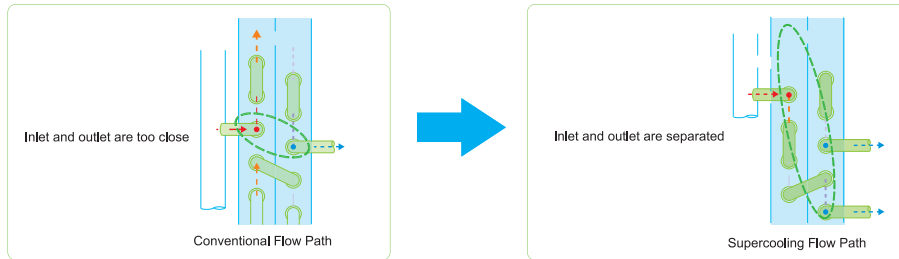 Inlet and outlet are too close
Conventional Flow Path
Inlet and outlet are separated
Supercooling Flow Path